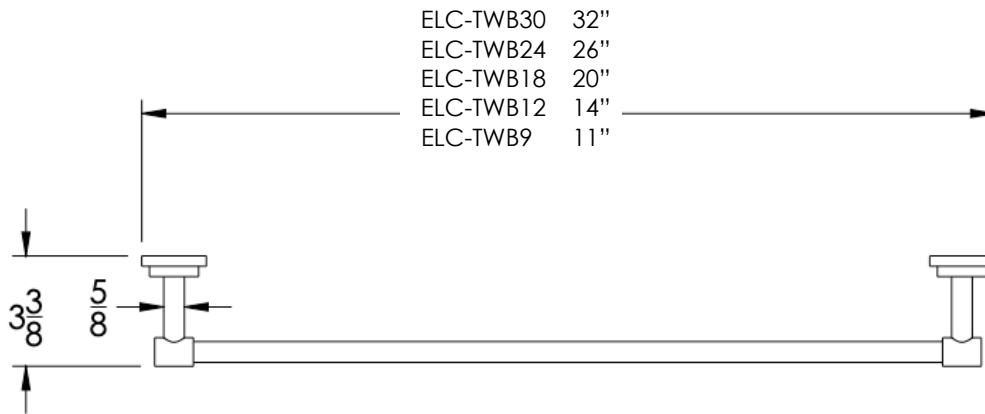 ELC-TWB30 32”
ELC-TWB24 26”
ELC-TWB18 20”
ELC-TWB12 14”
ELC-TWB9 11”
3 3/8
5/8